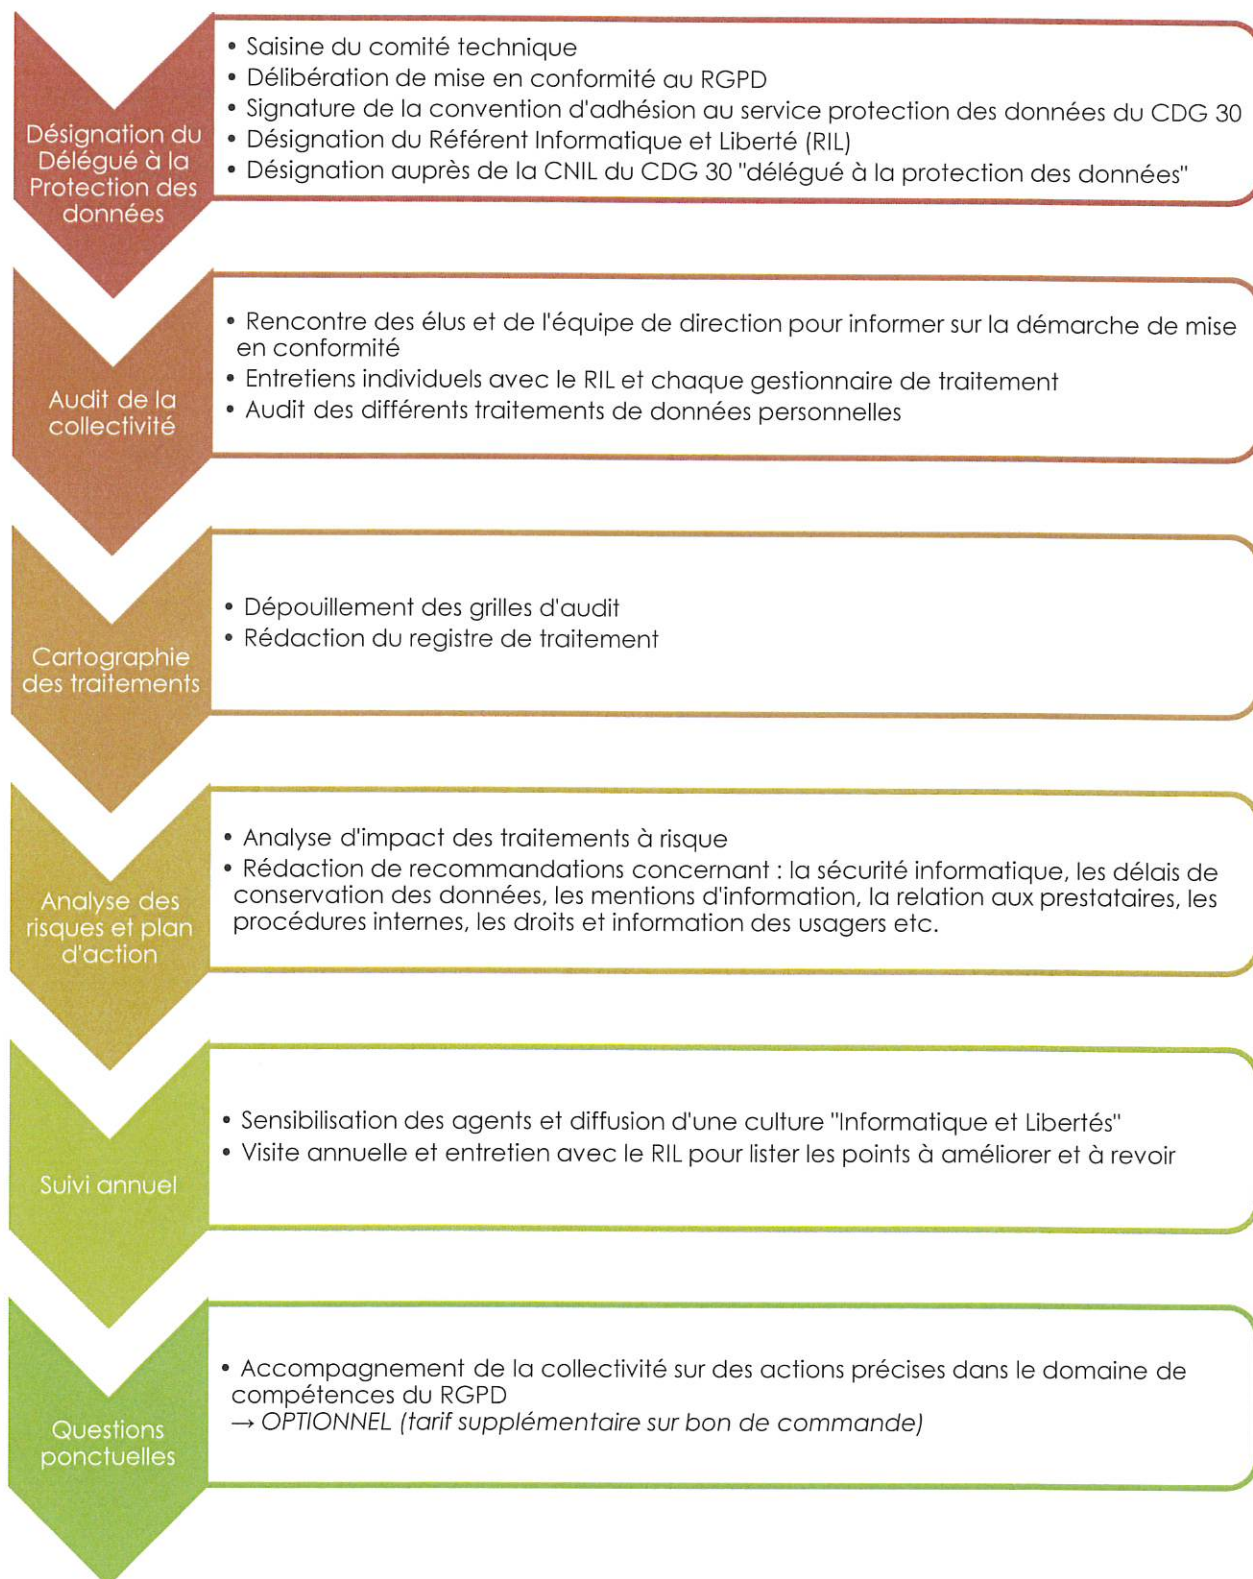 Désignation du
Délégué à la
Protection des
données
• Saisine du comité technique
• Délibération de mise en conformité au RGPD
• Signature de la convention d'adhésion au service protection des données du CDG 30
• Désignation du Référent Informatique et Liberté (RIL)
• Désignation auprès de la CNIL du CDG 30 "délégué à la protection des données"
Audit de la
collectivité
• Rencontre des élus et de l'équipe de direction pour informer sur la démarche de mise
en conformité
• Entretiens individuels avec le RIL et chaque gestionnaire de traitement
• Audit des différents traitements de données personnelles
Cartographie
des traitements
• Dépouillement des grilles d'audit
• Rédaction du registre de traitement
Analyse des
risques et plan
d'action
• Analyse d'impact des traitements à risque
• Rédaction de recommandations concernant : la sécurité informatique, les délais de
conservation des données, les mentions d'information, la relation aux prestataires, les
procédures internes, les droits et information des usagers etc.
Suivi annuel
• Sensibilisation des agents et diffusion d'une culture "Informatique et Libertés"
• Visite annuelle et entretien avec le RIL pour lister les points à améliorer et à revoir
Questions
ponctuelles
• Accompagnement de la collectivité sur des actions précises dans le domaine de
compétences du RGPD
→ OPTIONNEL (tarif supplémentaire sur bon de commande)